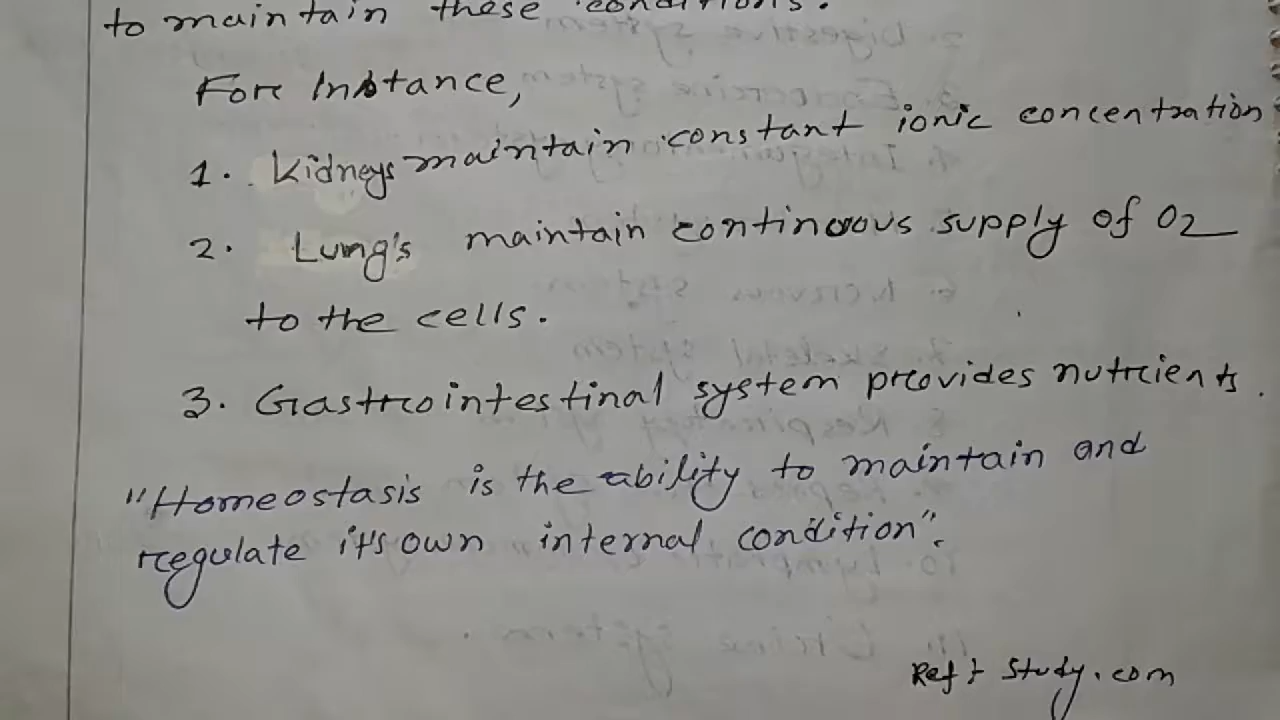 to maintain these conditions.
For Instance,
1. Kidneys maintain constant ionic concentration
2. Lung's maintain continuous supply of O2
to the cells.
3. Gastrointestinal system provides nutrients.
"Homeostasis is the ability to maintain and
regulate it's own internal condition".
Ref: Study.com